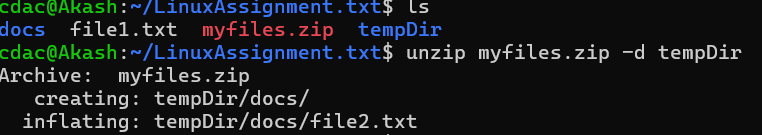 cdac@Akash:~/LinuxAssignment.txt$ ls
docs file1.txt myfiles.zip tempDir
cdac@Akash:~/LinuxAssignment.txt$ unzip myfiles.zip -d tempDir
Archive: myfiles.zip
creating: tempDir/docs/
inflating: tempDir/docs/file2.txt